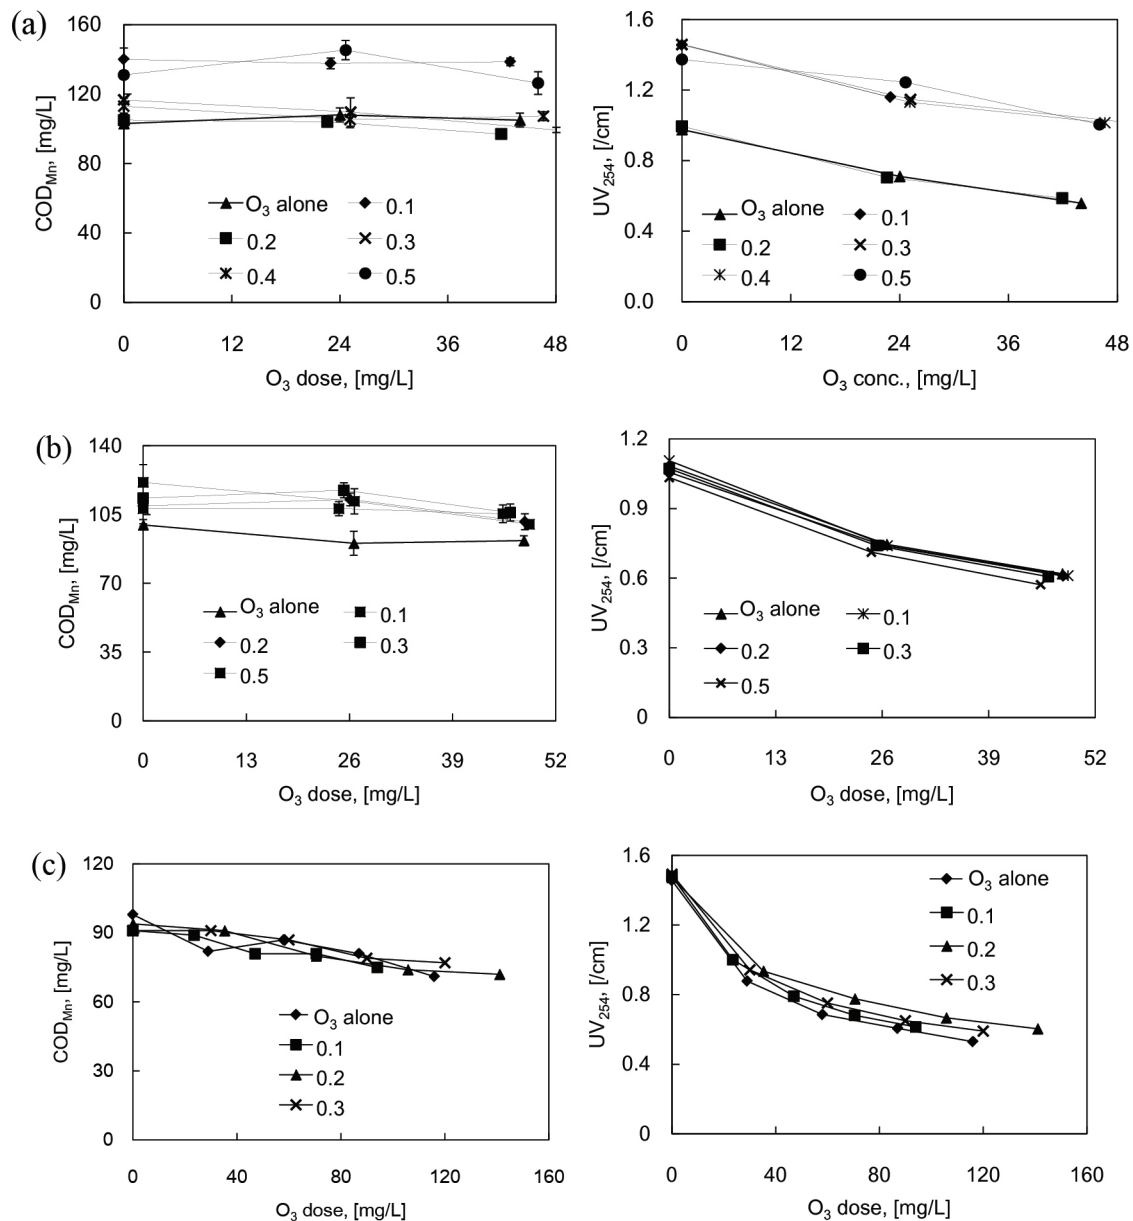 (a)
160
120
80
40
0
COD_Mn, [mg/L]
O₃ alone
0.1
0.2
0.3
0.4
0.5
0 12 24 36 48
O₃ dose, [mg/L]
1.6
1.2
0.8
0.4
0.0
UV₂₅₄, [/cm]
O₃ alone
0.1
0.2
0.3
0.4
0.5
0 12 24 36 48
O₃ conc., [mg/L]
(b)
140
105
70
35
0
COD_Mn, [mg/L]
O₃ alone
0.1
0.2
0.3
0.5
0 13 26 39 52
O₃ dose, [mg/L]
1.2
0.9
0.6
0.3
0
UV₂₅₄, [/cm]
O₃ alone
0.1
0.2
0.3
0.5
0 13 26 39 52
O₃ dose, [mg/L]
(c)
120
90
60
30
0
COD_Mn, [mg/L]
O₃ alone
0.1
0.2
0.3
0 40 80 120 160
O₃ dose, [mg/L]
1.6
1.2
0.8
0.4
0
UV₂₅₄, [/cm]
O₃ alone
0.1
0.2
0.3
0 40 80 120 160
O₃ dose, [mg/L]